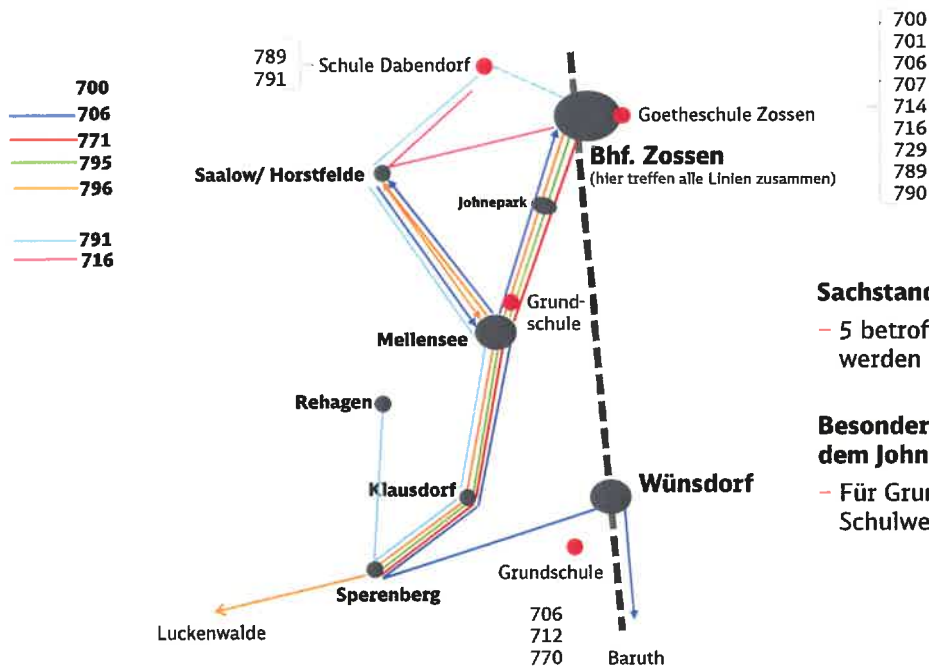 700
706
771
795
796
791
716
789
791
Schule Dabendorf
Goetheschule Zossen
Bhf. Zossen
(hier treffen alle Linien zusammen)
700
701
706
707
714
716
729
789
790
Saalow/ Horstfelde
Johnepark
Grund-
schule
Mellensee
Rehagen
Klausdorf
Wünsdorf
Sperenberg
Grundschule
Luckenwalde
706
712
770
Baruth
Sachstand
– 5 betrof
werden
Besonder
dem John
– Für Grun
Schulwe